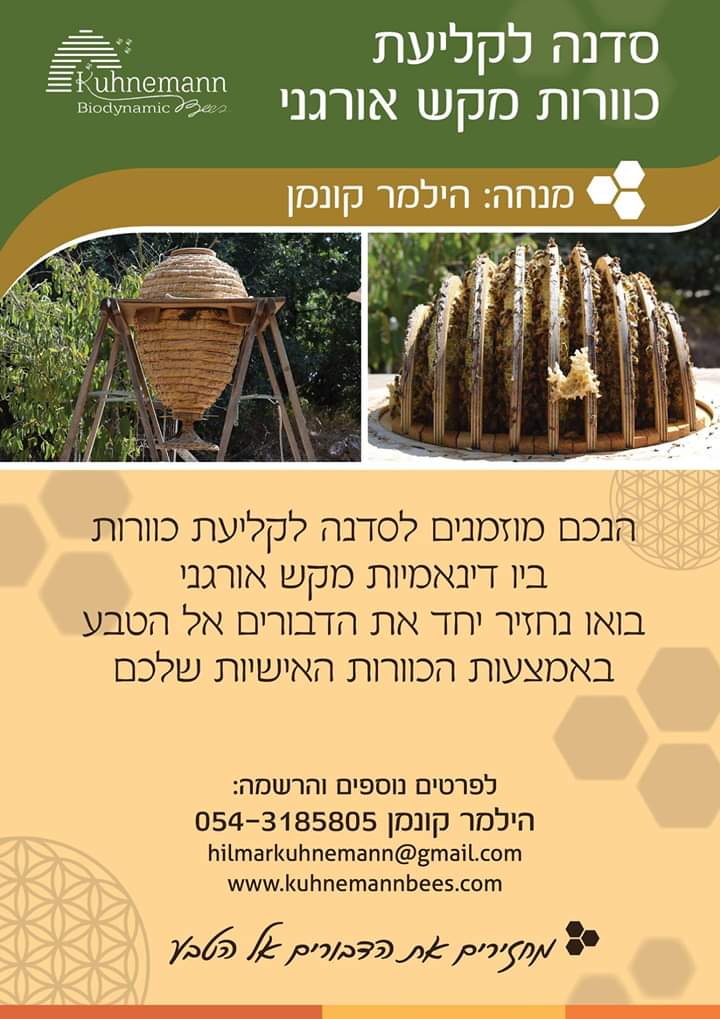 Kuhnemann
Biodynamic Bees
סדנה לקליעת
כוורות מקש אורגני
מנחה: הילמר קונמן
הנכם מוזמנים לסדנה לקליעת כוורות
ביו דינאמיות מקש אורגני
בואו נחזיר יחד את הדבורים אל הטבע
באמצעות הכוורות האישיות שלכם
לפרטים נוספים והרשמה:
הילמר קונמן 054-3185805
hilmarkuhnemann@gmail.com
www.kuhnemannbees.com
מחזירים את הדבורים אל הטבע